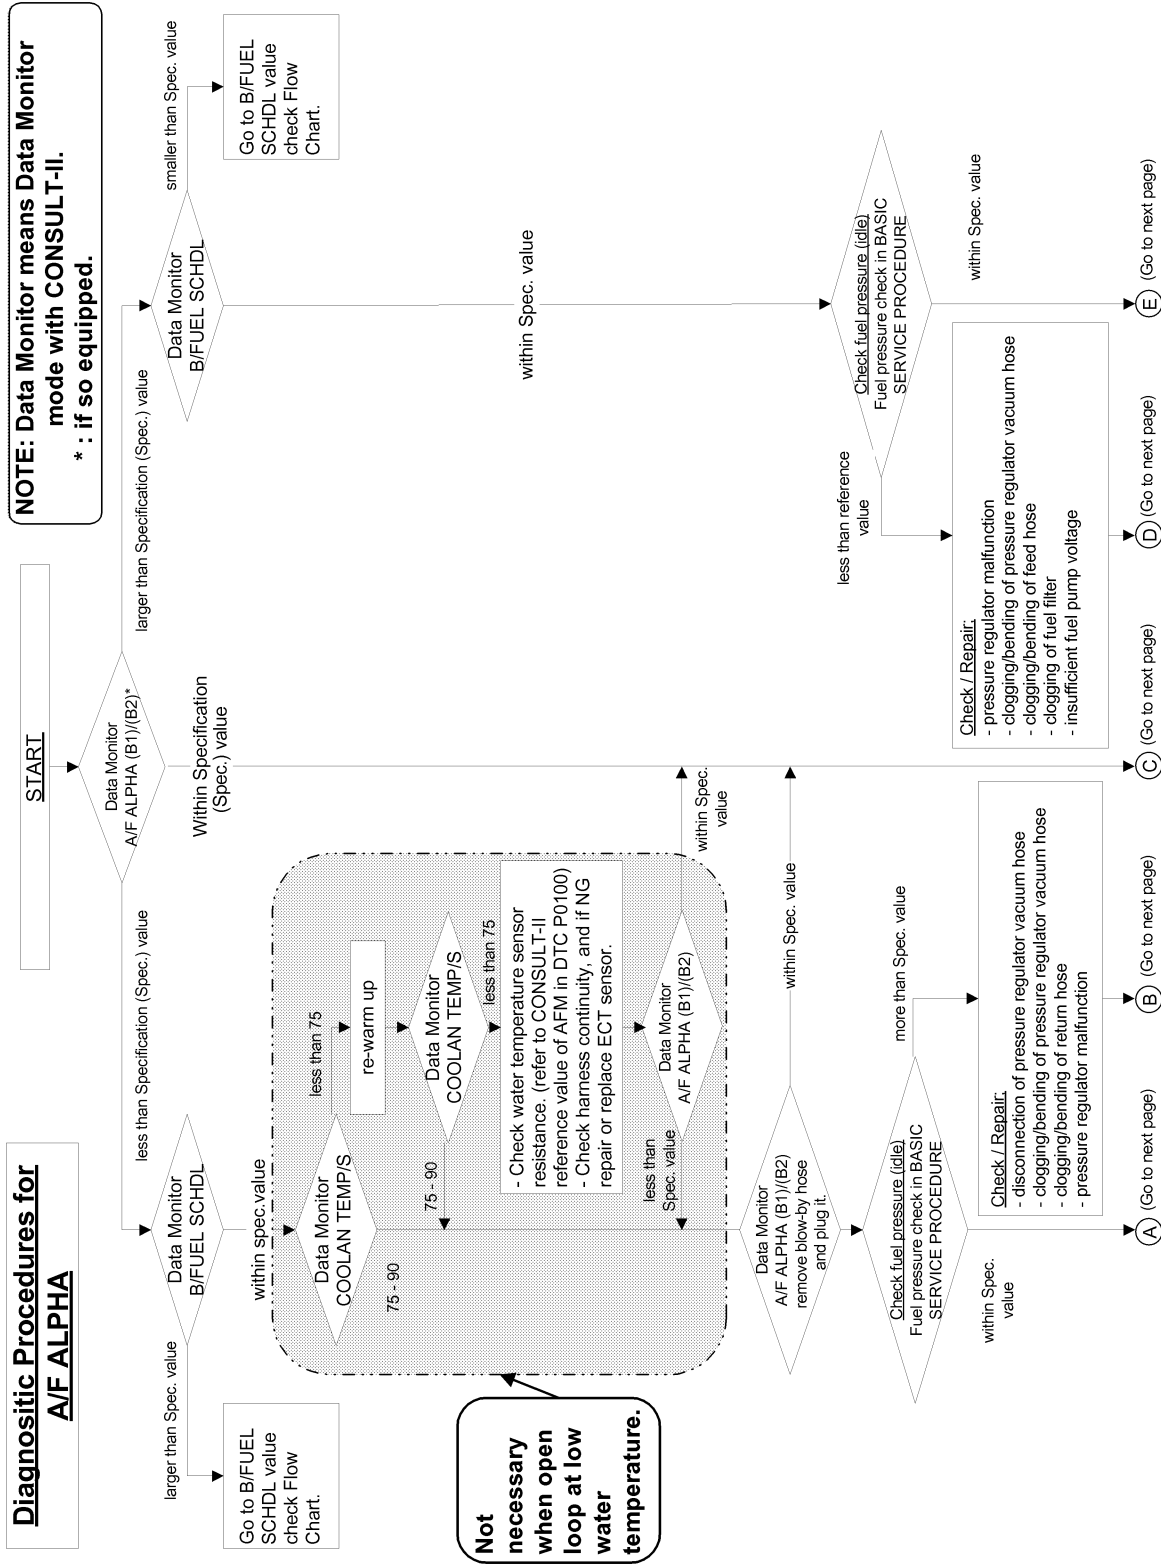 Diagnositic Procedures for
A/F ALPHA
START
NOTE: Data Monitor means Data Monitor
mode with CONSULT-II.
* : if so equipped.
Data Monitor
A/F ALPHA (B1)/(B2)*
less than Specification (Spec.) value
larger than Specification (Spec.) value
Within Specification
(Spec.) value
larger than Spec. value
Data Monitor
B/FUEL SCHDL
Go to B/FUEL
SCHDL value
check Flow
Chart.
within spec.value
Data Monitor
B/FUEL SCHDL
smaller than Spec. value
Go to B/FUEL
SCHDL value
check Flow
Chart.
within Spec. value
Data Monitor
COOLAN TEMP/S
less than 75
75 - 90
re-warm up
Data Monitor
COOLAN TEMP/S
75 - 90
less than 75
- Check water temperature sensor
resistance. (refer to CONSULT-II
reference value of AFM in DTC P0100)
- Check harness continuity, and if NG
repair or replace ECT sensor.
Data Monitor
A/F ALPHA (B1)/(B2)
less than
Spec. value
within Spec.
value
Not
necessary
when open
loop at low
water
temperature.
Data Monitor
A/F ALPHA (B1)/(B2)
remove blow-by hose
and plug it.
within Spec. value
Check fuel pressure (idle)
Fuel pressure check in BASIC
SERVICE PROCEDURE
more than Spec. value
within Spec.
value
Check / Repair:
- disconnection of pressure regulator vacuum hose
- clogging/bending of pressure regulator vacuum hose
- clogging/bending of return hose
- pressure regulator malfunction
Check fuel pressure (idle)
Fuel pressure check in BASIC
SERVICE PROCEDURE
less than reference
value
within Spec. value
Check / Repair:
- pressure regulator malfunction
- clogging/bending of pressure regulator vacuum hose
- clogging/bending of feed hose
- clogging of fuel filter
- insufficient fuel pump voltage
A (Go to next page)
B (Go to next page)
C (Go to next page)
D (Go to next page)
E (Go to next page)